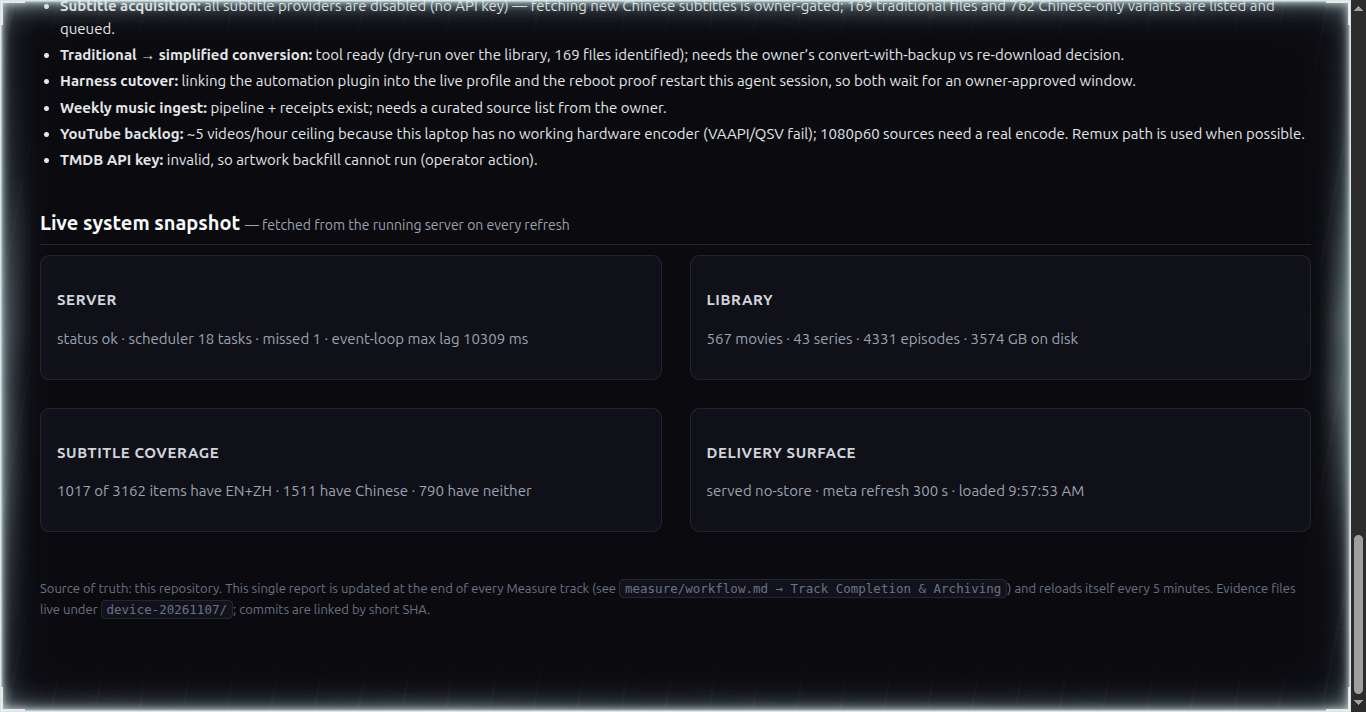 Subtitle acquisition: all subtitle providers are disabled (no API key) — fetching new Chinese subtitles is owner-gated; 169 traditional files and 762 Chinese-only variants are listed and
queued.
Traditional → simplified conversion: tool ready (dry-run over the library, 169 files identified); needs the owner's convert-with-backup vs re-download decision.
Harness cutover: linking the automation plugin into the live profile and the reboot proof restart this agent session, so both wait for an owner-approved window.
Weekly music ingest: pipeline + receipts exist; needs a curated source list from the owner.
YouTube backlog: ~5 videos/hour ceiling because this laptop has no working hardware encoder (VAAPI/QSV fail); 1080p60 sources need a real encode. Remux path is used when possible.
TMDB API key: invalid, so artwork backfill cannot run (operator action).
Live system snapshot — fetched from the running server on every refresh
SERVER
status ok · scheduler 18 tasks · missed 1 · event-loop max lag 10309 ms
LIBRARY
567 movies · 43 series · 4331 episodes · 3574 GB on disk
SUBTITLE COVERAGE
1017 of 3162 items have EN+ZH · 1511 have Chinese · 790 have neither
DELIVERY SURFACE
served no-store · meta refresh 300 s · loaded 9:57:53 AM
Source of truth: this repository. This single report is updated at the end of every Measure track (see measure/workflow.md → Track Completion & Archiving) and reloads itself every 5 minutes. Evidence files
live under device-20261107/; commits are linked by short SHA.